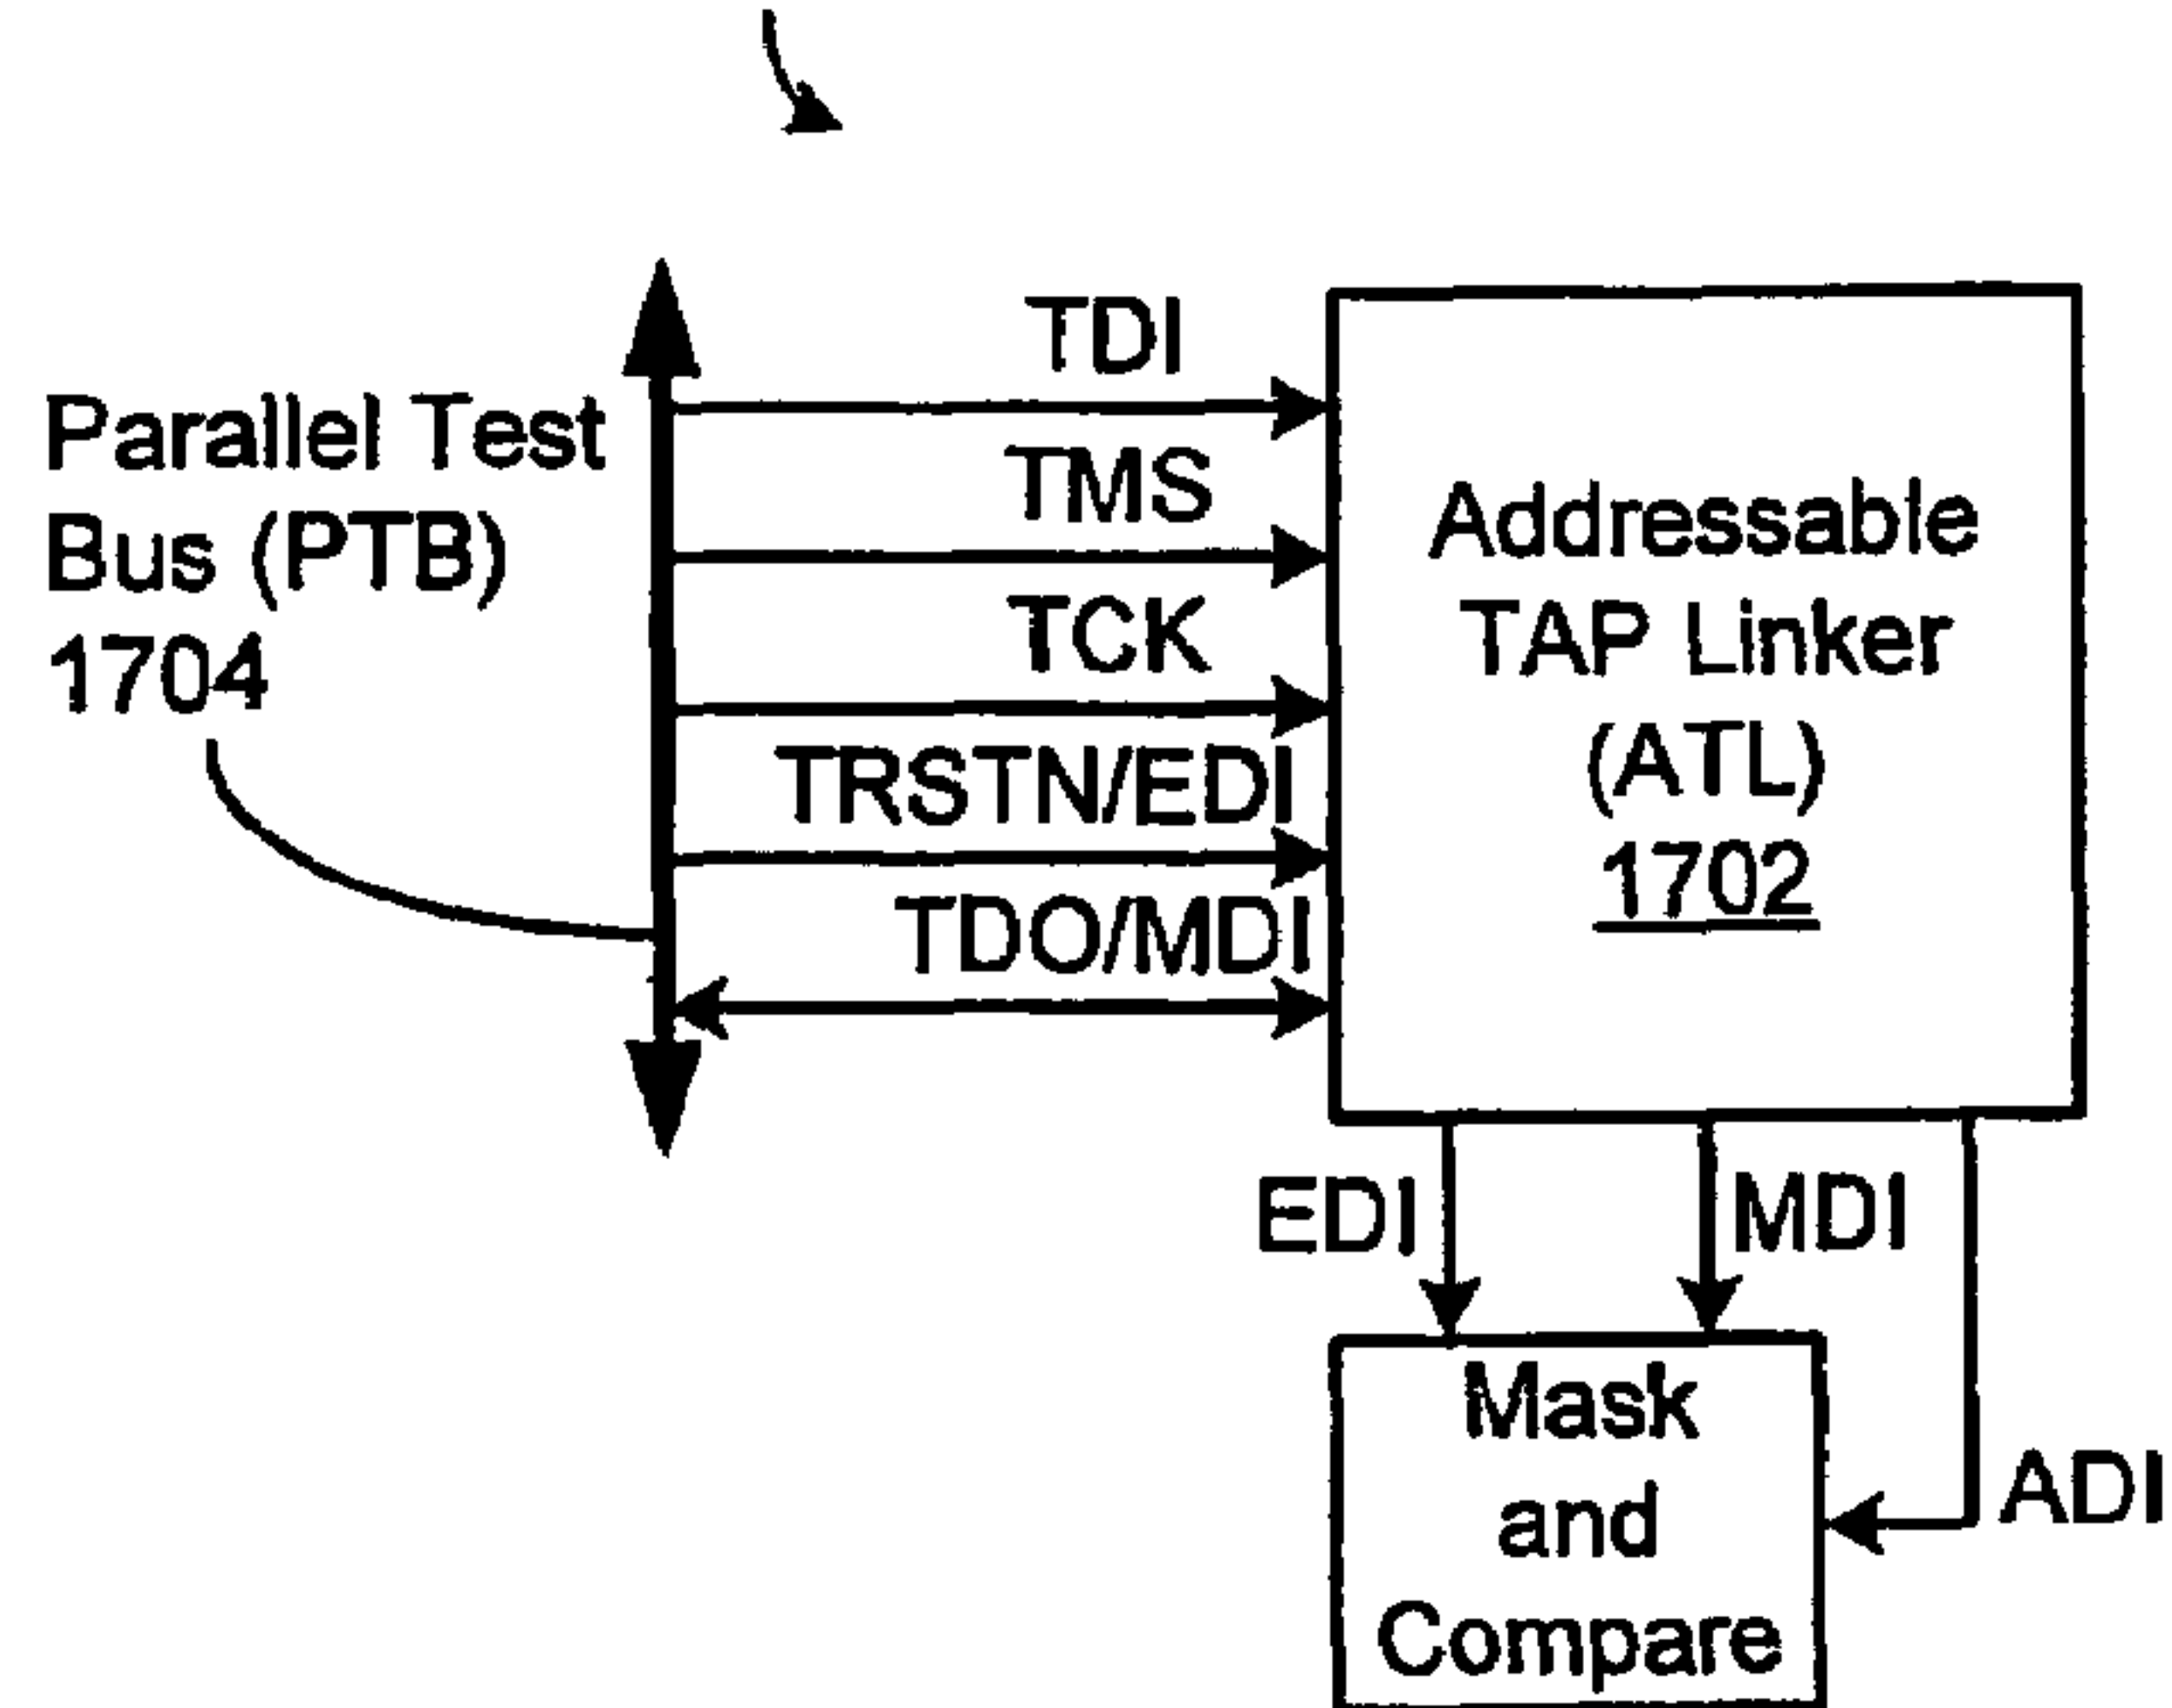 Parallel Test
Bus (PTB)
1704
TDI
TMS
TCK
TRSTN/EDI
TDO/MDI
Addressable
TAP Linker
(ATL)
1702
EDI
MDI
ADI
Mask
and
Compare